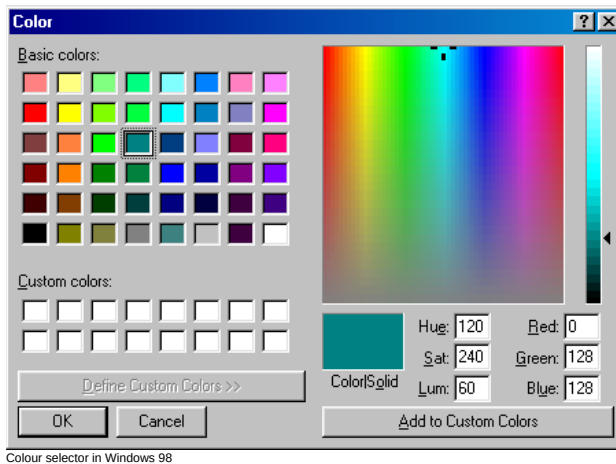 Color
Basic colors:
Custom colors:
Define Custom Colors >>
OK Cancel
Color|Solid
Hue: 120 Red: 0
Sat: 240 Green: 128
Lum: 60 Blue: 128
Add to Custom Colors
Colour selector in Windows 98